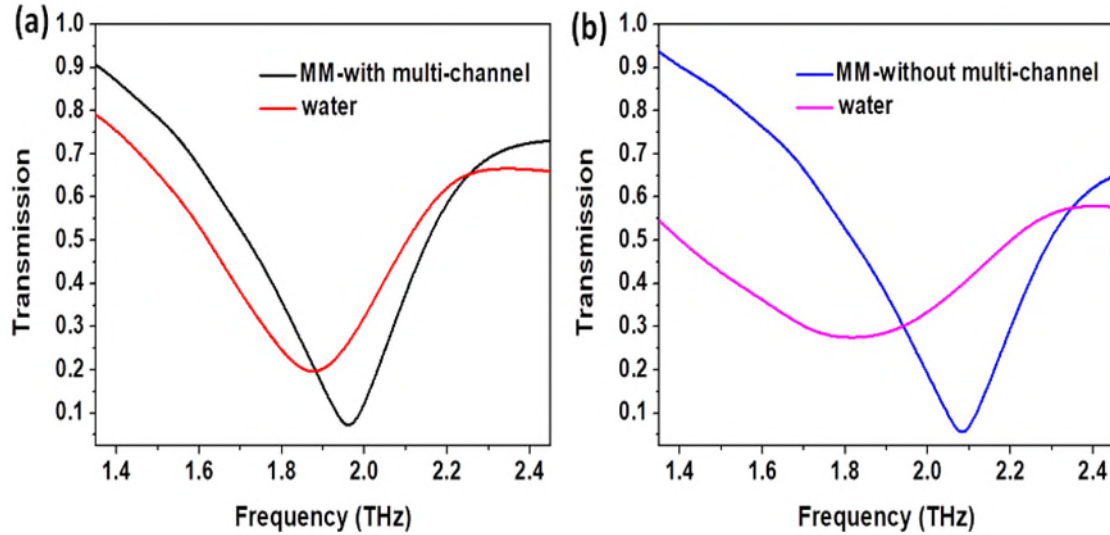 (a)
MM-with multi-channel
water
1.0
0.9
0.8
0.7
0.6
0.5
0.4
0.3
0.2
0.1
Transmission
1.4 1.6 1.8 2.0 2.2 2.4
Frequency (THz)
(b)
MM-without multi-channel
water
1.0
0.9
0.8
0.7
0.6
0.5
0.4
0.3
0.2
0.1
Transmission
1.4 1.6 1.8 2.0 2.2 2.4
Frequency (THz)